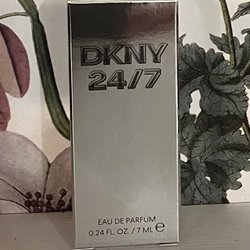 DKNY
24/7
EAU DE PARFUM
0.24 FL. OZ. / 7 ML ℮